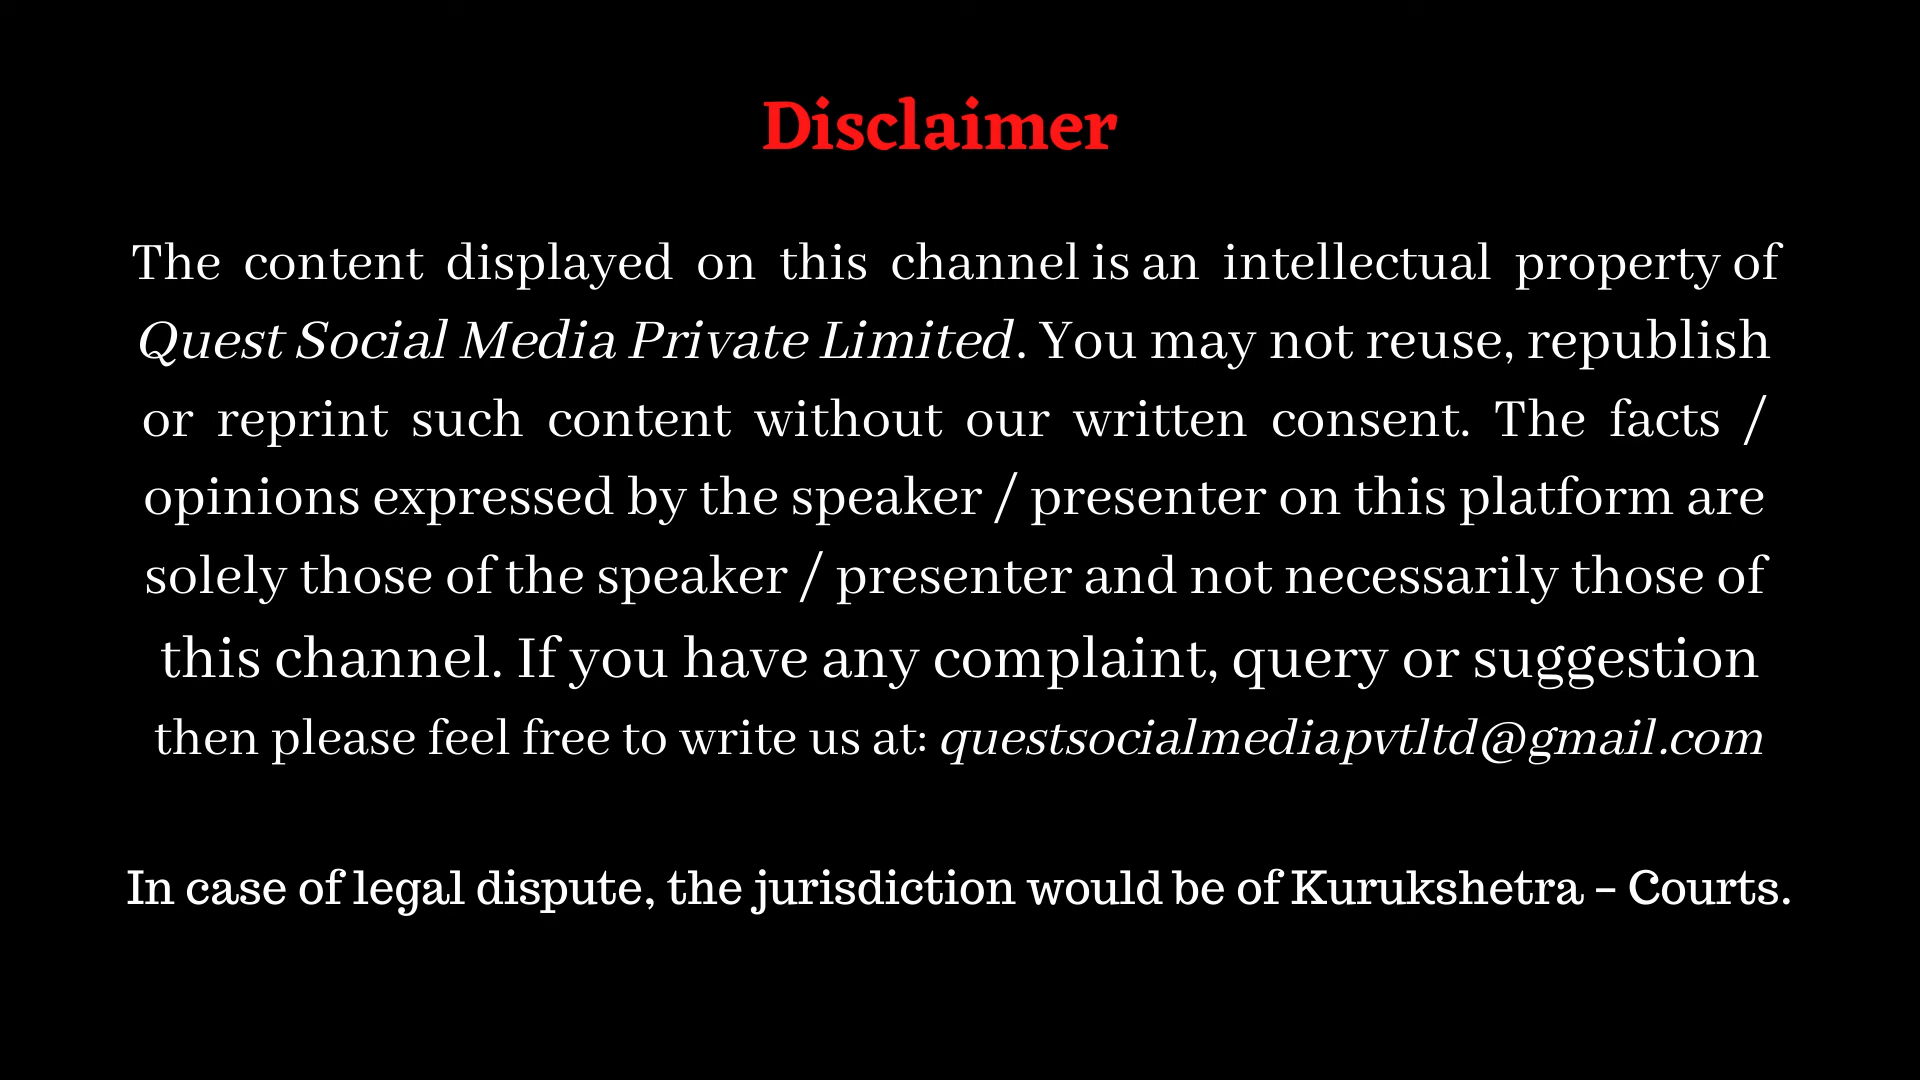 Disclaimer
The content displayed on this channel is an intellectual property of
Quest Social Media Private Limited. You may not reuse, republish
or reprint such content without our written consent. The facts /
opinions expressed by the speaker / presenter on this platform are
solely those of the speaker / presenter and not necessarily those of
this channel. If you have any complaint, query or suggestion
then please feel free to write us at: questsocialmediapvtltd@gmail.com
In case of legal dispute, the jurisdiction would be of Kurukshetra – Courts.